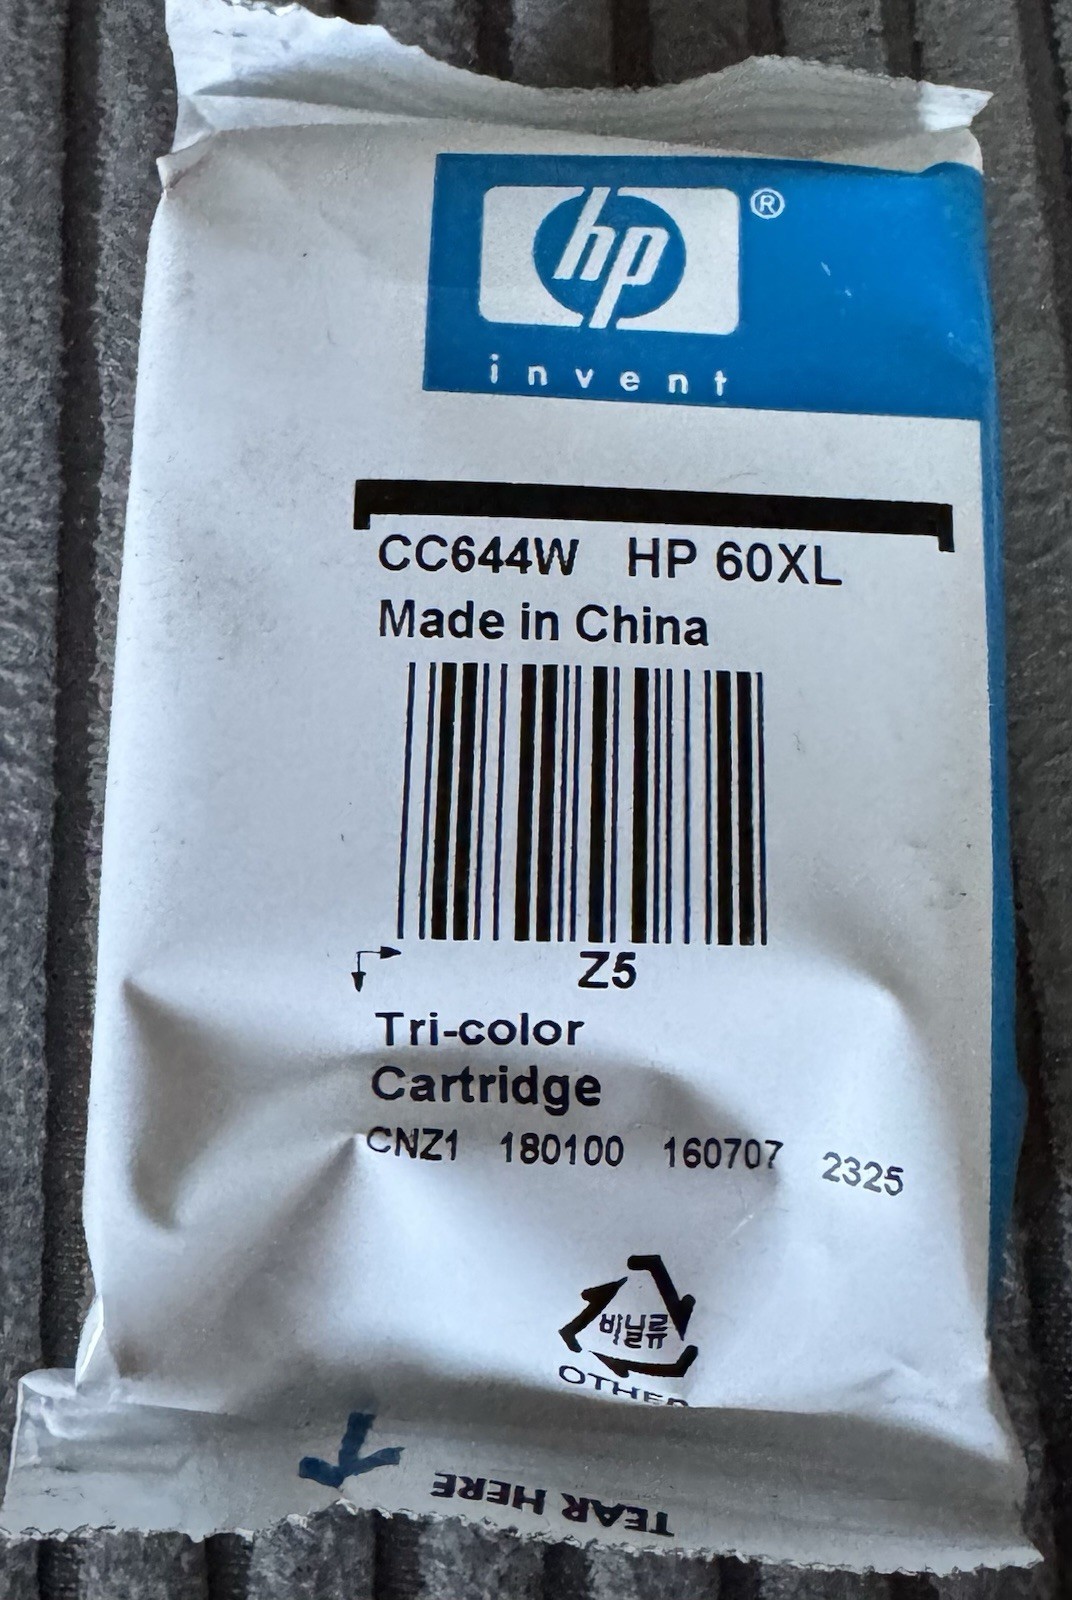 hp ®
invent
CC644W HP 60XL
Made in China
Z5
Tri-color
Cartridge
CNZ1 180100 160707 2325
비닐류
OTHER
TEAR HERE